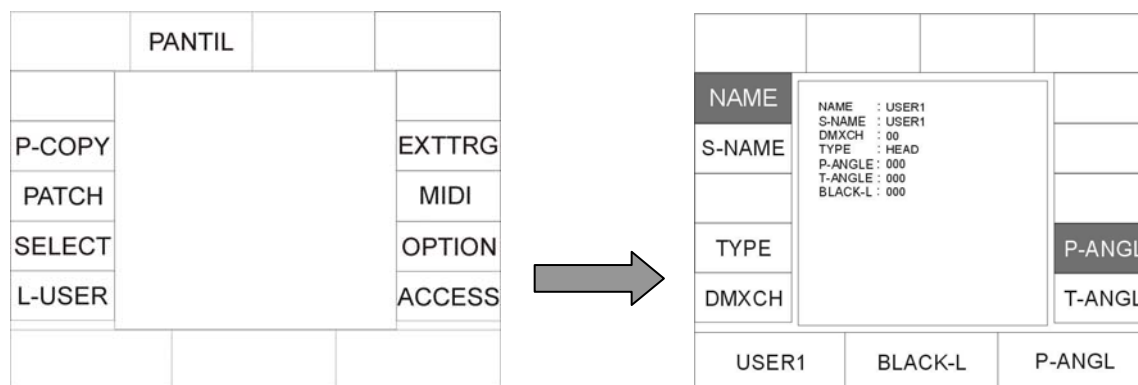 PANTIL
P-COPY
PATCH
SELECT
L-USER
EXTTRG
MIDI
OPTION
ACCESS
NAME
S-NAME
TYPE
DMXCH
NAME : USER1
S-NAME : USER1
DMXCH : 00
TYPE : HEAD
P-ANGLE : 000
T-ANGLE : 000
BLACK-L : 000
P-ANGL
T-ANGL
USER1 BLACK-L P-ANGL